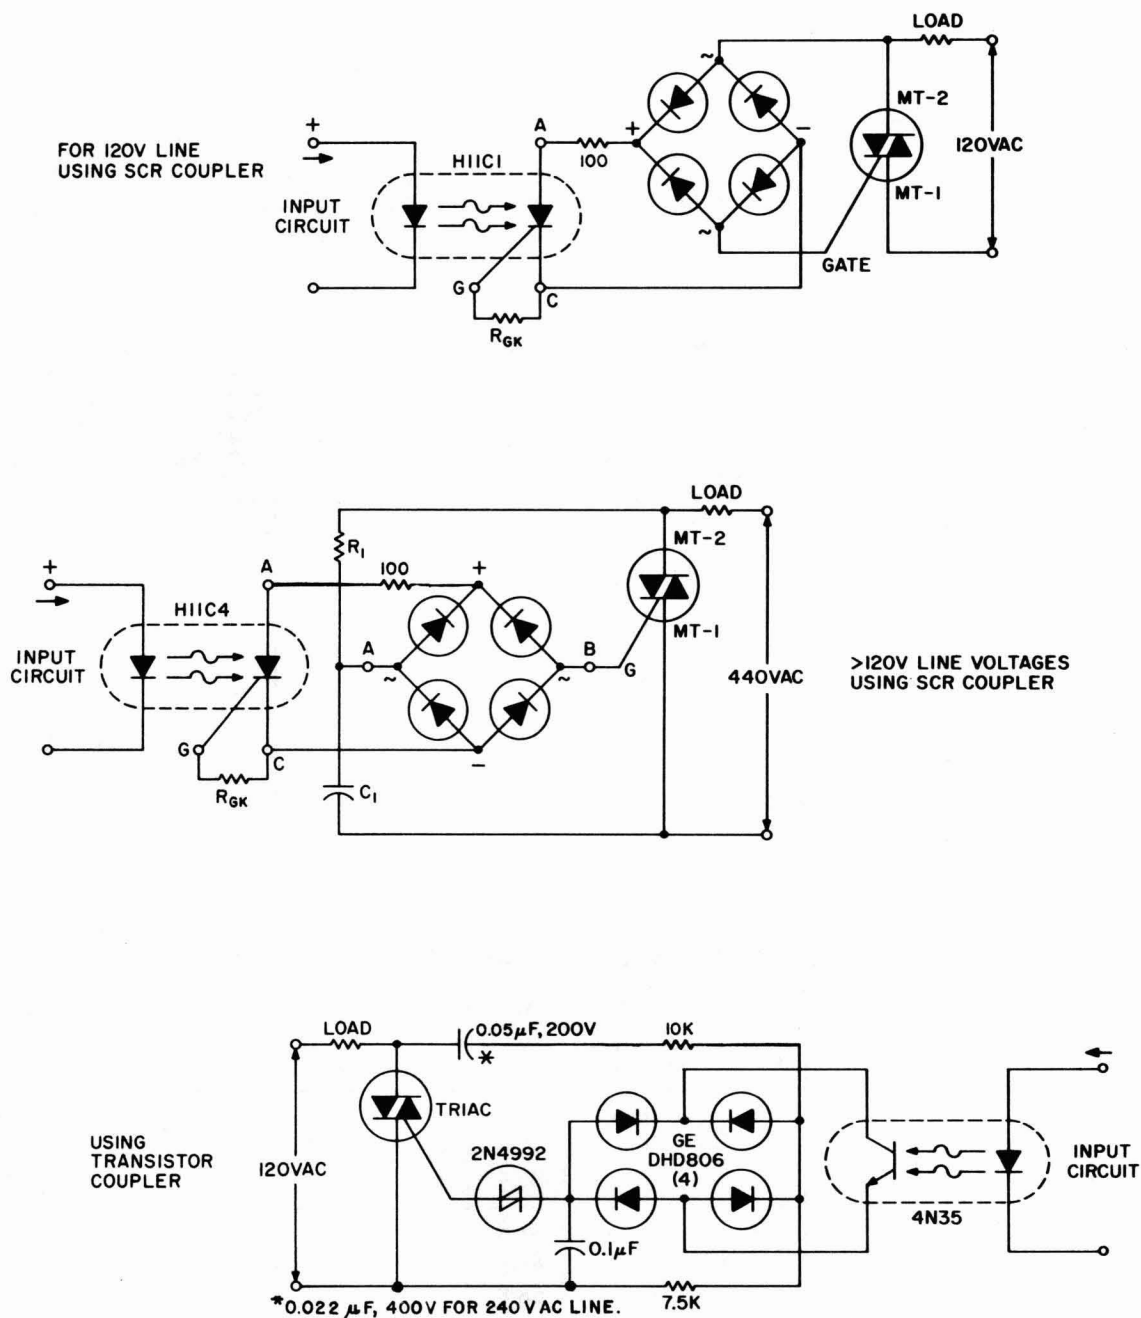 LOAD
~
MT-2
+
A
+
−
FOR 120V LINE
USING SCR COUPLER
H11C1
100
120VAC
MT-1
INPUT
CIRCUIT
~
GATE
G
C
RGK
LOAD
R1
MT-2
+
A
100
+
H11C4
MT-1
INPUT
CIRCUIT
A
~
~
B
G
440VAC
>120V LINE VOLTAGES
USING SCR COUPLER
G
C
−
RGK
C1
LOAD
0.05µF, 200V
*
10K
TRIAC
USING
TRANSISTOR
COUPLER
120VAC
2N4992
GE
DHD806
(4)
INPUT
CIRCUIT
4N35
0.1µF
7.5K
*0.022 µF, 400V FOR 240VAC LINE.